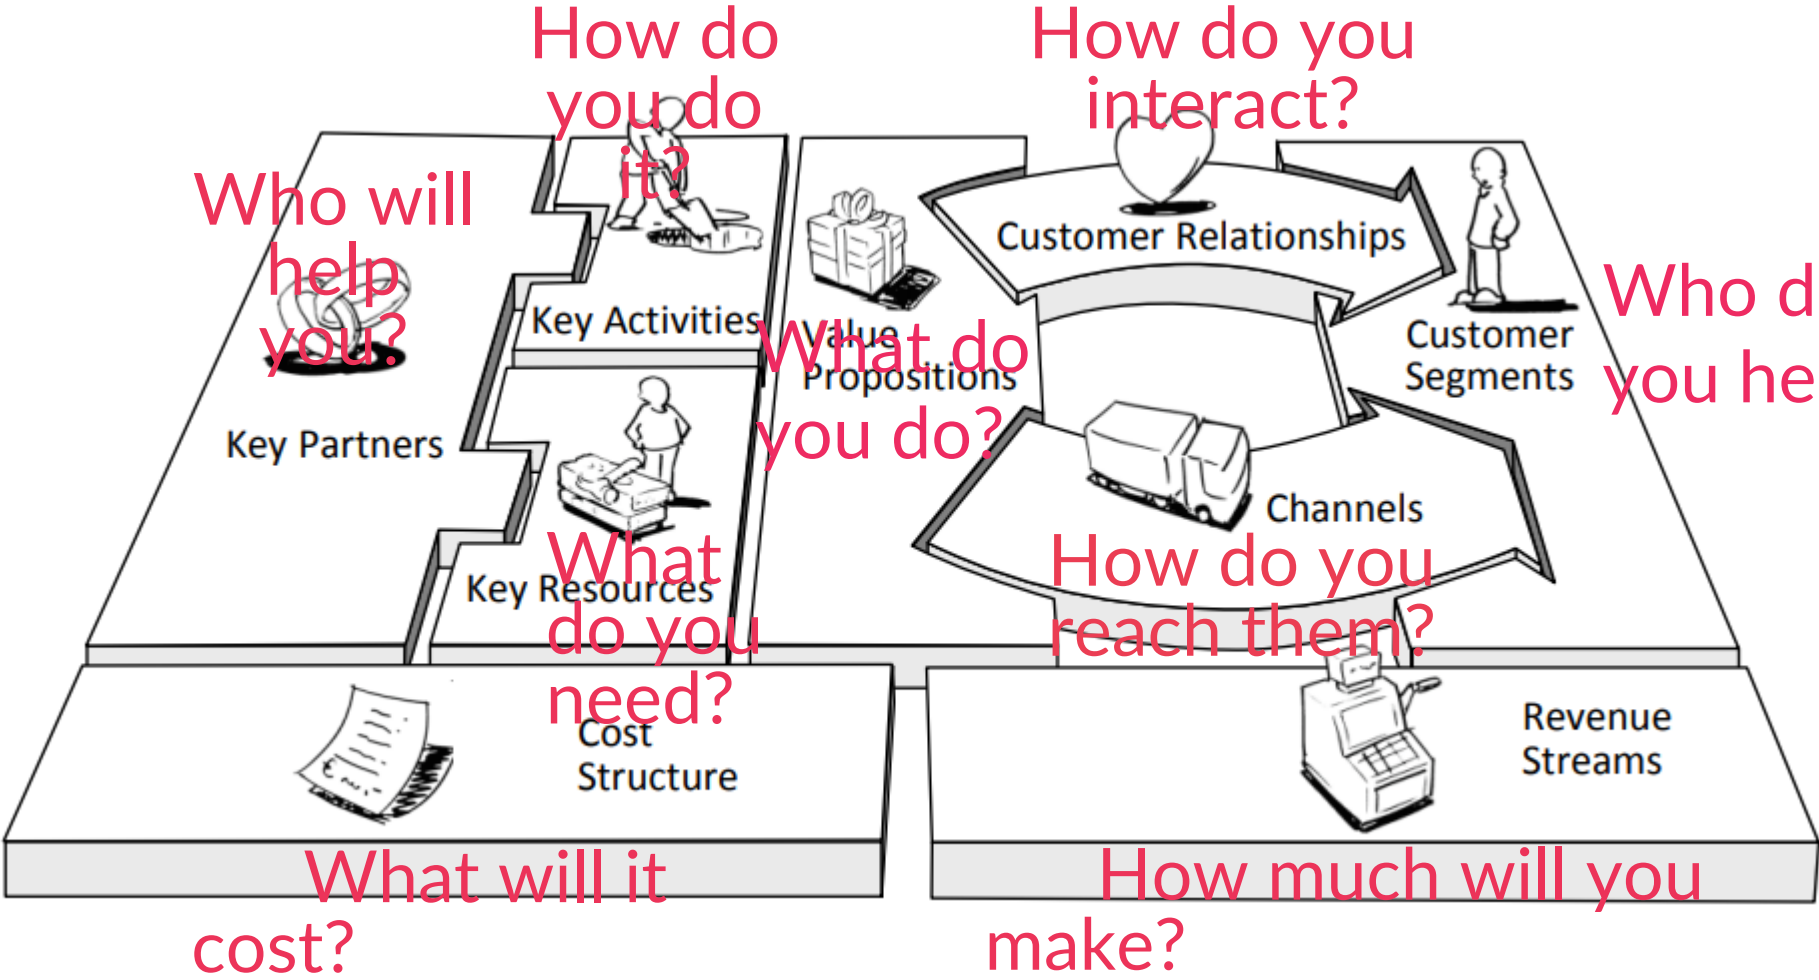 How do
you do
it?
How do you
interact?
Who will
help
you?
Customer Relationships
Key Activities
Value
Propositions
What do
you do?
Customer
Segments
Who d
you he
Key Partners
Channels
What
do you
need?
Key Resources
How do you
reach them?
Cost
Structure
Revenue
Streams
What will it
cost?
How much will you
make?